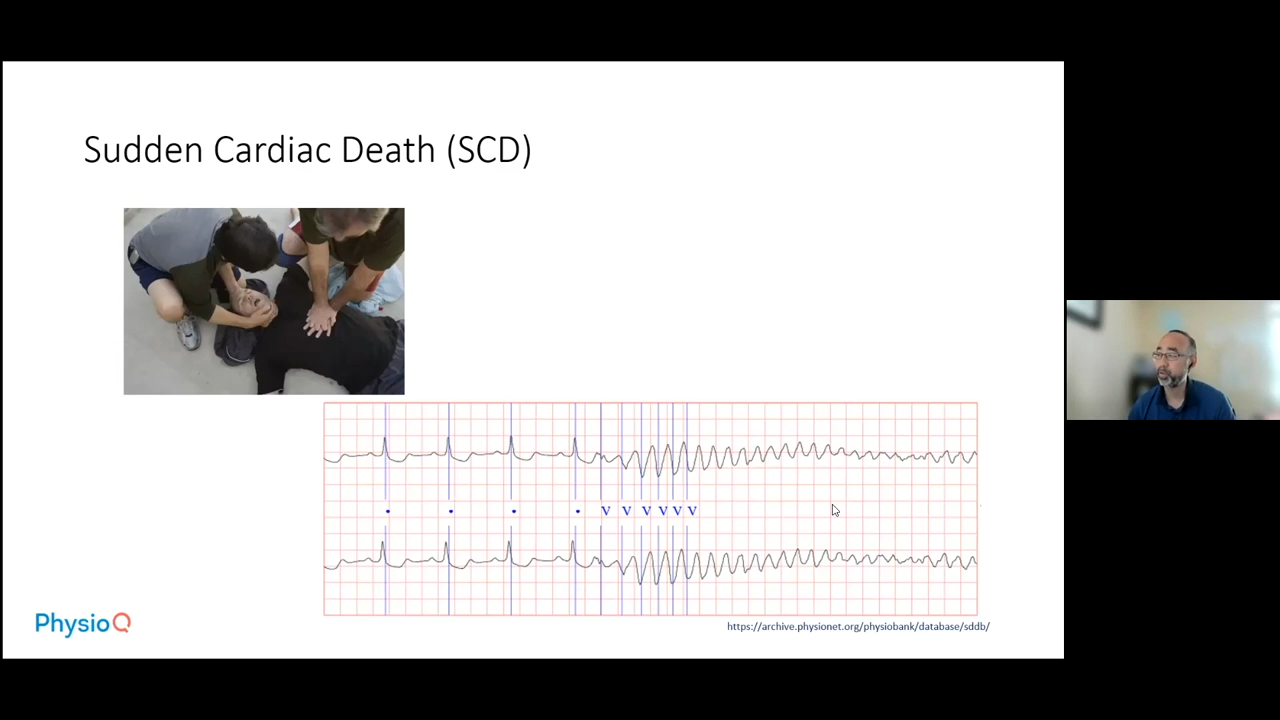 Sudden Cardiac Death (SCD)
• • • • V V V V V V
PhysioQ
https://archive.physionet.org/physiobank/database/sddb/